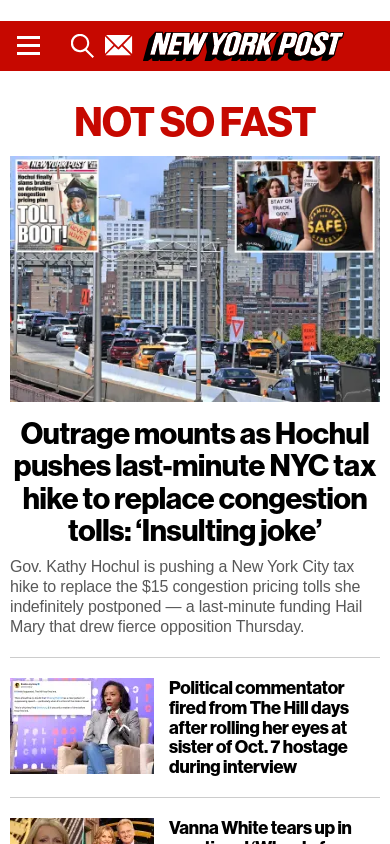 NEW YORK POST
NOT SO FAST
NEW YORK POST
Hochul finally
slams brakes
on destructive
congestion
pricing plan
TOLL
BOOT!
STAY ON
TRACK,
GOV!
FAMILIES
SAFE
Outrage mounts as Hochul
pushes last-minute NYC tax
hike to replace congestion
tolls: ‘Insulting joke’
Gov. Kathy Hochul is pushing a New York City tax
hike to replace the $15 congestion pricing tolls she
indefinitely postponed — a last-minute funding Hail
Mary that drew fierce opposition Thursday.
Political commentator
fired from The Hill days
after rolling her eyes at
sister of Oct. 7 hostage
during interview
Vanna White tears up in